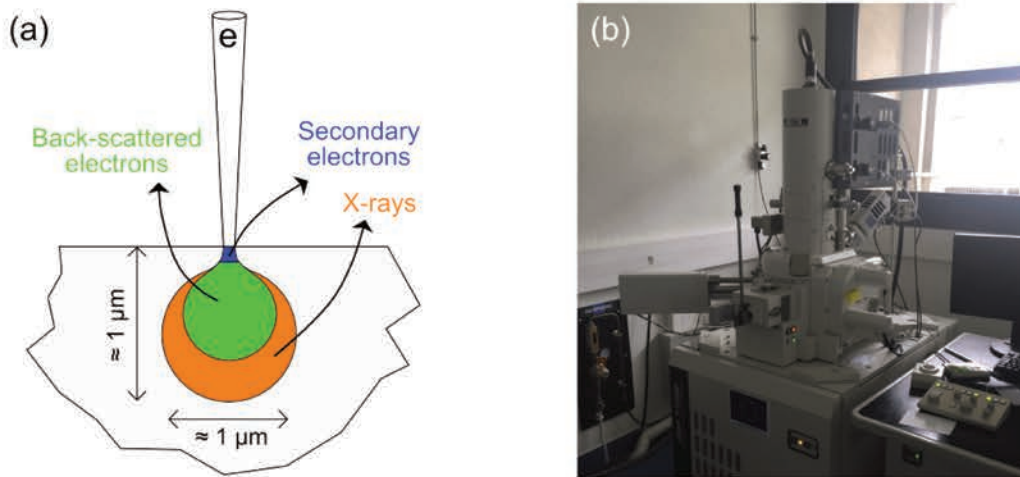 (a)
e
Back-scattered
electrons
Secondary
electrons
X-rays
≈ 1 µm
≈ 1 µm
(b)